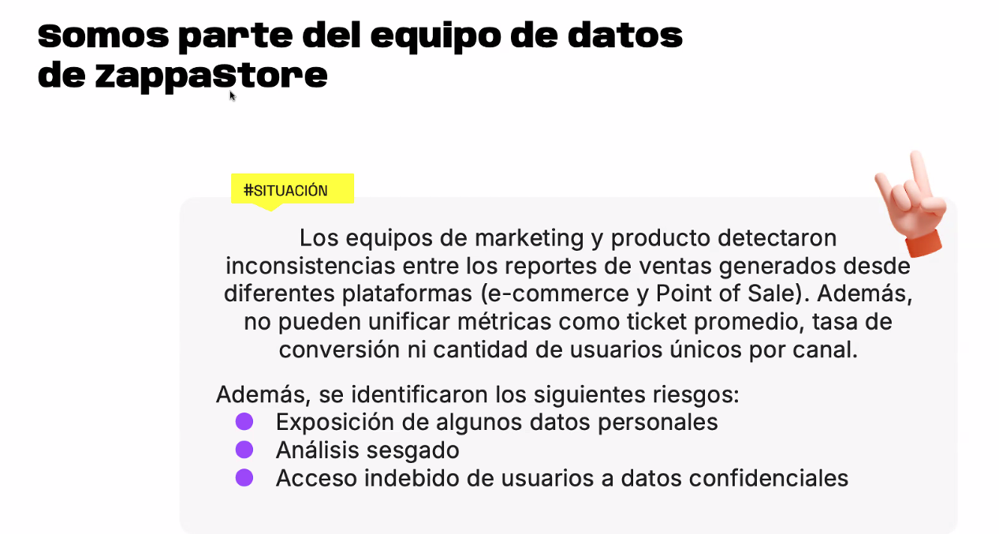 Somos parte del equipo de datos
de ZappaStore
#SITUACIÓN
Los equipos de marketing y producto detectaron
inconsistencias entre los reportes de ventas generados desde
diferentes plataformas (e-commerce y Point of Sale). Además,
no pueden unificar métricas como ticket promedio, tasa de
conversión ni cantidad de usuarios únicos por canal.
Además, se identificaron los siguientes riesgos:
Exposición de algunos datos personales
Análisis sesgado
Acceso indebido de usuarios a datos confidenciales